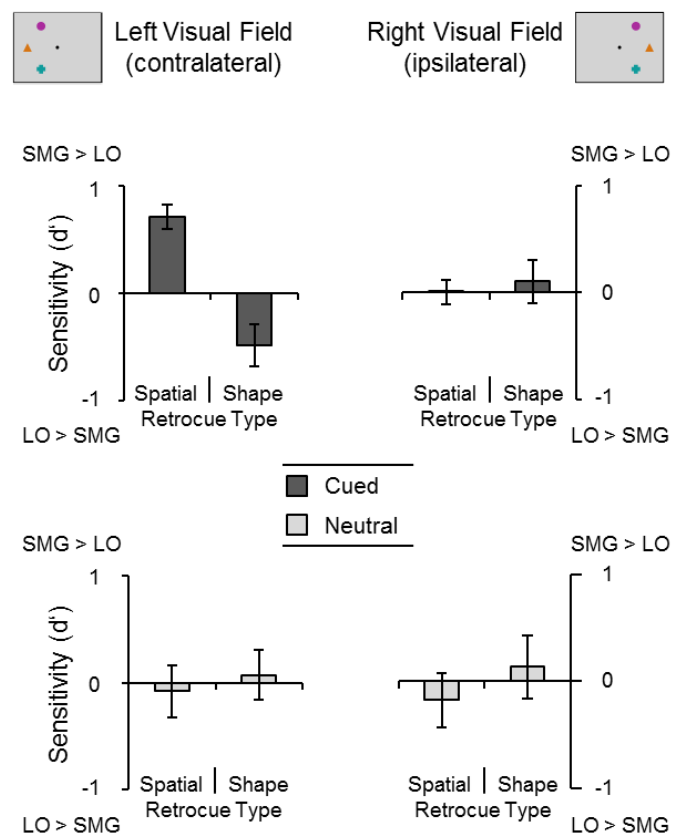 Left Visual Field
(contralateral)
Right Visual Field
(ipsilateral)
SMG > LO
SMG > LO
Sensitivity (d')
1
0
-1
1
0
-1
Spatial | Shape
Retrocue Type
Spatial | Shape
Retrocue Type
LO > SMG
LO > SMG
Cued
Neutral
SMG > LO
SMG > LO
Sensitivity (d')
1
0
-1
1
0
-1
Spatial | Shape
Retrocue Type
Spatial | Shape
Retrocue Type
LO > SMG
LO > SMG